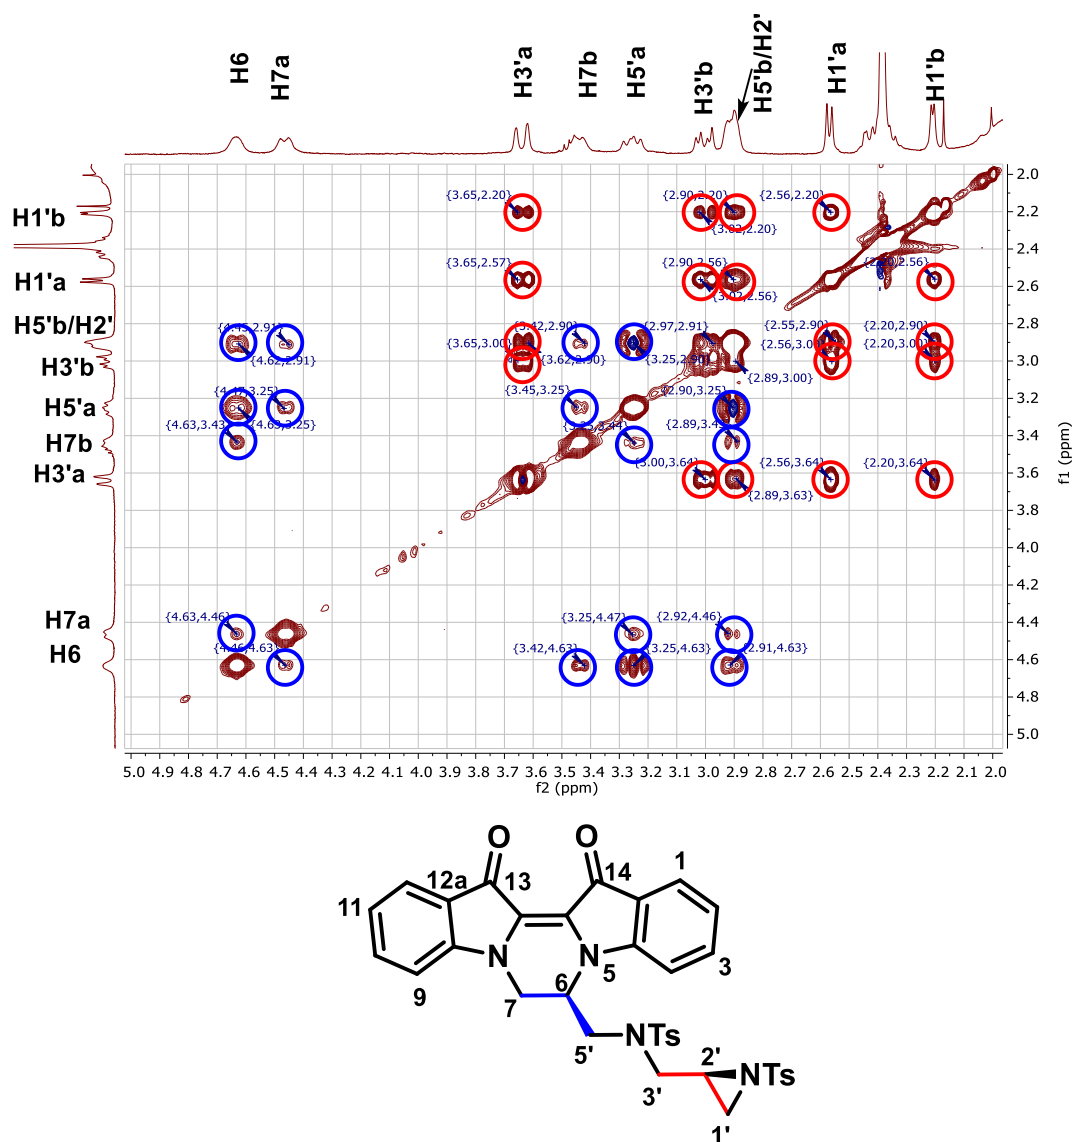 H6
H7a
H3'a
H7b
H5'a
H3'b
H5'b/H2'
H1'a
H1'b
H1'b
H1'a
H5'b/H2'
H3'b
H5'a
H7b
H3'a
H7a
H6
{3.65,2.20}
{2.90,2.20}
{2.56,2.20}
{3.02,2.20}
{3.65,2.57}
{2.90,2.56}
{2.20,2.56}
{3.02,2.56}
{4.45,2.91}
{3.42,2.90}
{2.97,2.91}
{2.55,2.90}
{2.20,2.90}
{4.62,2.91}
{3.65,3.00}
{3.62,2.90}
{3.25,2.90}
{2.56,3.00}
{2.20,3.00}
{2.89,3.00}
{4.47,3.25}
{3.45,3.25}
{2.90,3.25}
{4.63,3.43}
{4.63,3.25}
{3.25,3.44}
{3.00,3.64}
{2.56,3.64}
{2.20,3.64}
{2.89,3.63}
{4.63,4.46}
{3.25,4.47}
{2.92,4.46}
{4.46,4.63}
{3.42,4.63}
{3.25,4.63}
{2.91,4.63}
2.0
2.2
2.4
2.6
2.8
3.0
3.2
3.4
3.6
3.8
4.0
4.2
4.4
4.6
4.8
5.0
f1 (ppm)
5.0 4.9 4.8 4.7 4.6 4.5 4.4 4.3 4.2 4.1 4.0 3.9 3.8 3.7 3.6 3.5 3.4 3.3 3.2 3.1 3.0 2.9 2.8 2.7 2.6 2.5 2.4 2.3 2.2 2.1 2.0
f2 (ppm)
O
O
12a
13
14
1
11
N
N
5
3
9
7
6
5'
NTs
2'
NTs
3'
1'